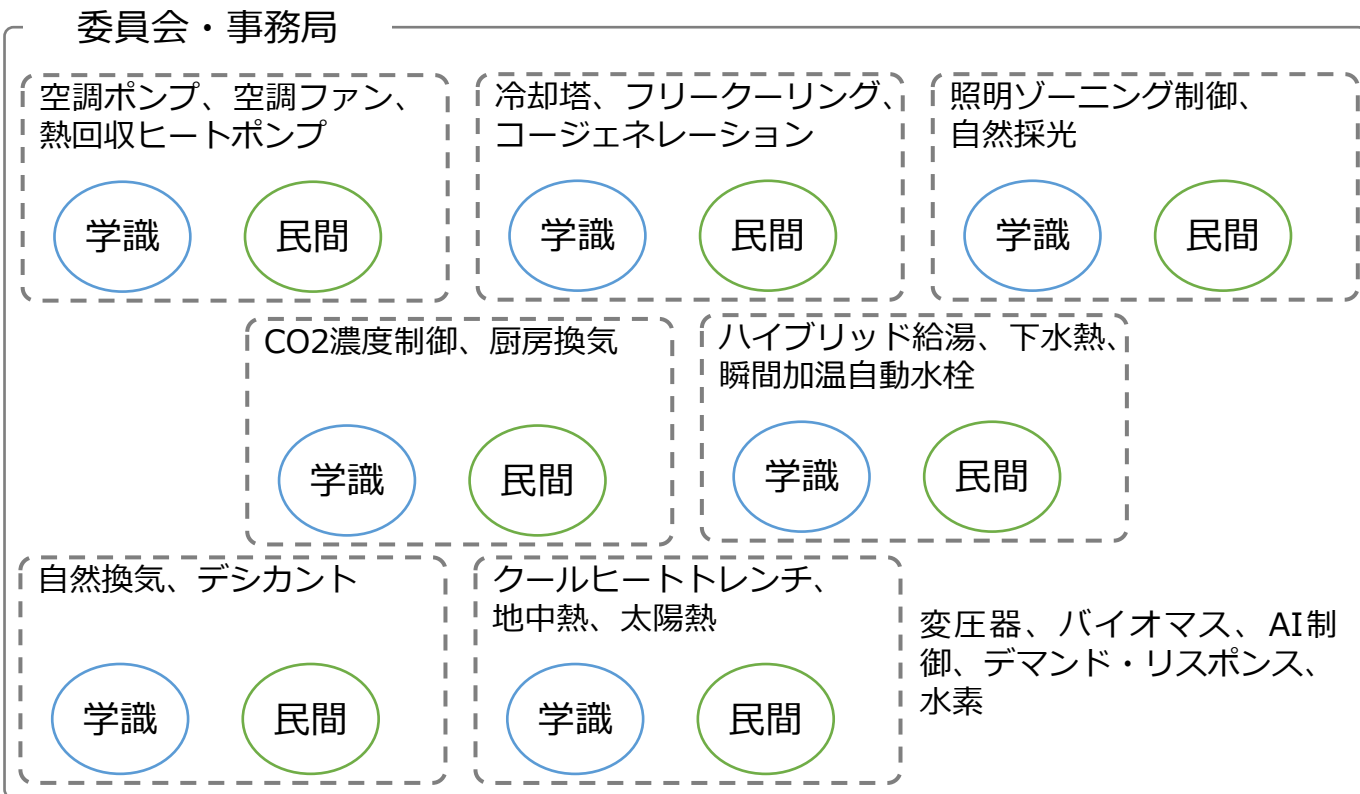 委員会・事務局
空調ポンプ、空調ファン、
熱回収ヒートポンプ
学識
民間
冷却塔、フリークーリング、
コージェネレーション
学識
民間
照明ゾーニング制御、
自然採光
学識
民間
CO2濃度制御、厨房換気
学識
民間
ハイブリッド給湯、下水熱、
瞬間加温自動水栓
学識
民間
自然換気、デシカント
学識
民間
クールヒートトレンチ、
地中熱、太陽熱
学識
民間
変圧器、バイオマス、AI制
御、デマンド・リスポンス、
水素